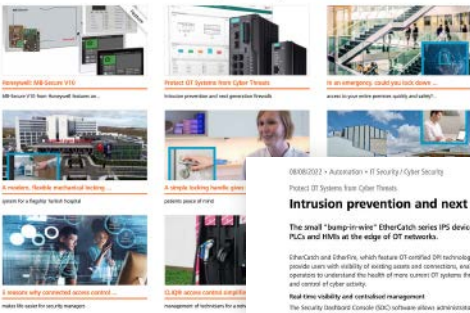 Honeywell: MB-Secure V10
MB-Secure V10 from Honeywell features an...
Protect OT Systems from Cyber Threats
Intrusion prevention and next generation firewalls
In an emergency, could you lock down ...
access to your entire premises quickly and safely?...
A modern, flexible mechanical locking ...
system for a flagship Turkish hospital
A simple locking handle gives
patients peace of mind
5 reasons why connected access control ...
makes life easier for security managers
CLIQ® access control simplifie
management of technicians for a
08/08/2022 • Automation • IT Security / Cyber Security
Protect OT Systems from Cyber Threats
Intrusion prevention and next
The small "bump-in-wire" EtherCatch series IPS devic
PLCs and HMIs at the edge of OT networks.
EtherCatch and EtherFire, which feature OT-certified DPI technolog
provide users with visibility of existing assets and connections, ena
operators to understand the health of more current OT systems th
and control of cyber activity.
Real-time visibility and centralised management
The Security Dashboard Console (SDC) software allows administrat